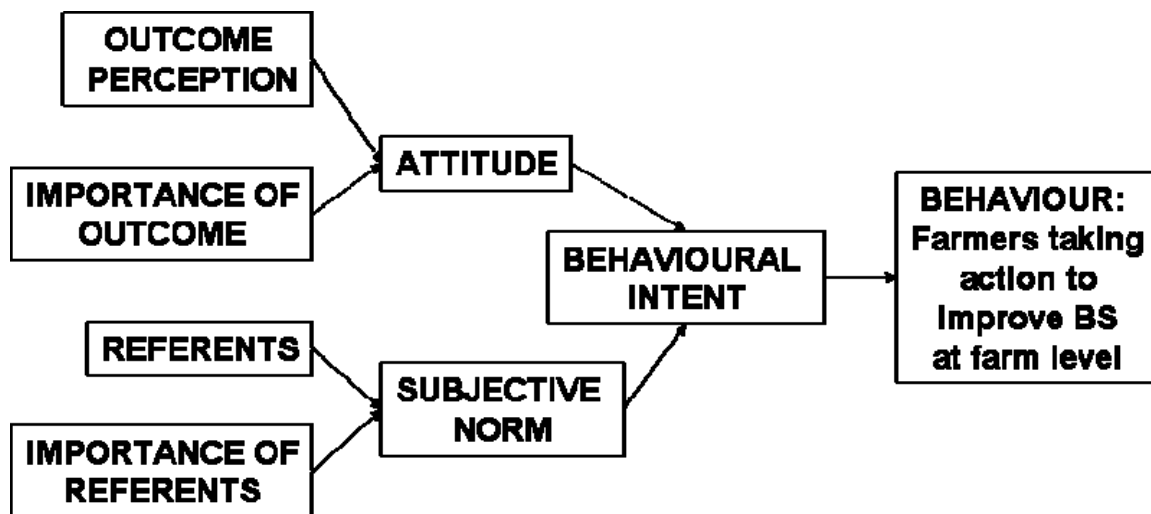 OUTCOME
PERCEPTION
IMPORTANCE OF
OUTCOME
ATTITUDE
REFERENTS
IMPORTANCE OF
REFERENTS
SUBJECTIVE
NORM
BEHAVIOURAL
INTENT
BEHAVIOUR:
Farmers taking
action to
Improve BS
at farm level